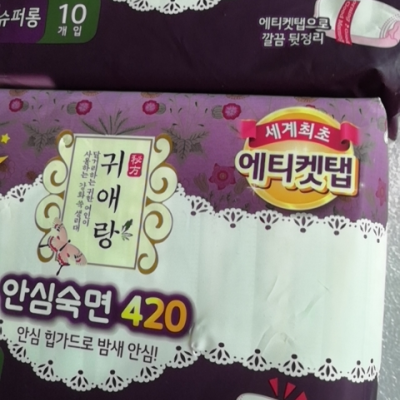 슈퍼롱
10
개입
에티켓탭으로
깔끔 뒷정리
세계최초
에티켓탭
秘方
귀애랑
안심숙면 420
안심 힙가드로 밤새 안심!